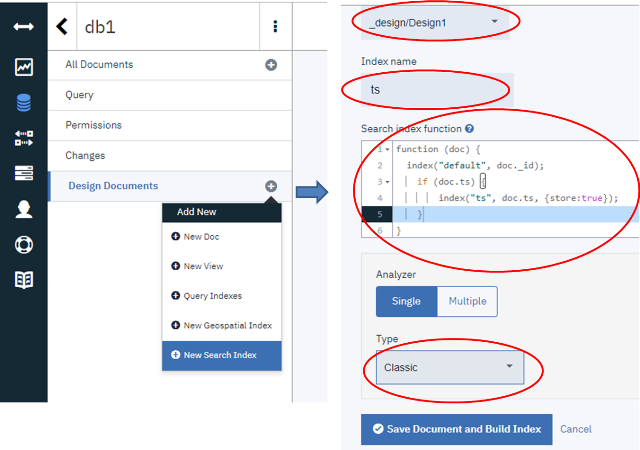 db1
All Documents
Query
Permissions
Changes
Design Documents
Add New
New Doc
New View
Query Indexes
New Geospatial Index
New Search Index
_design/Design1
Index name
ts
Search index function
1 function (doc) {
2 index("default", doc._id);
3 if (doc.ts) {
4 index("ts", doc.ts, {store:true});
5 }
6 }
Analyzer
Single Multiple
Type
Classic
Save Document and Build Index Cancel